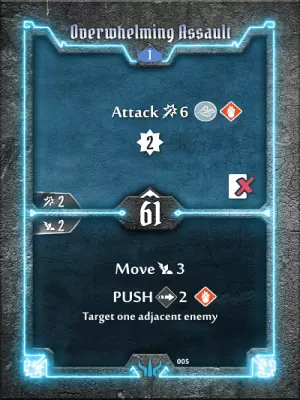 Overwhelming Assault
1
Attack 6
2
2
61
2
Move 3
PUSH 2
Target one adjacent enemy
005